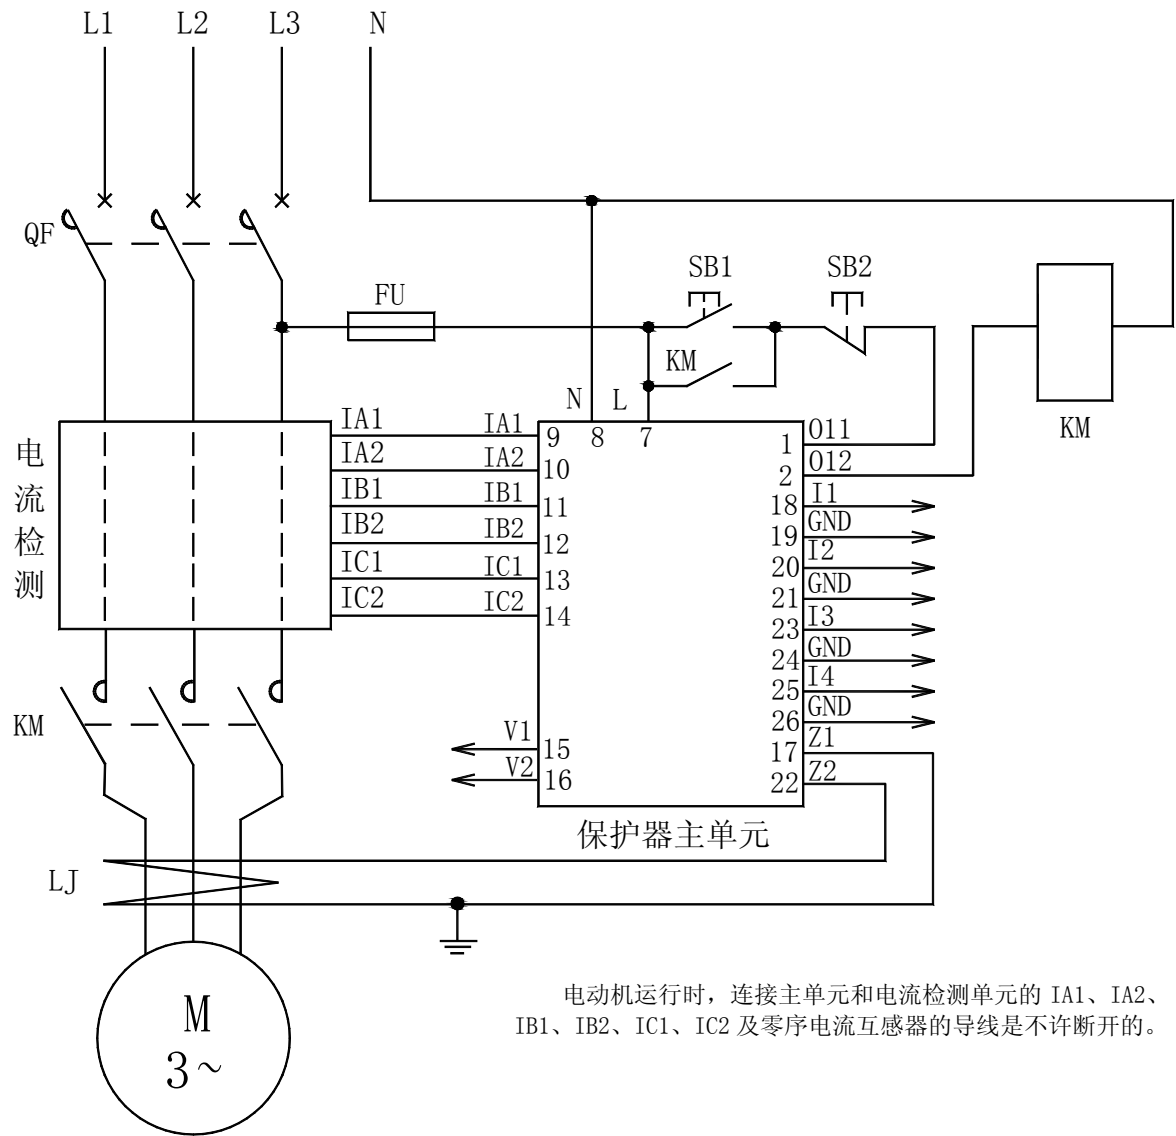 L1 L2 L3 N
QF
FU
SB1 SB2
KM
KM
N L
电流检测
IA1 IA1 9 8 7 1 O11
IA2 IA2 10 2 O12
IB1 IB1 11 18 I1
IB2 IB2 12 19 GND
IC1 IC1 13 20 I2
IC2 IC2 14 21 GND
23 I3
24 GND
25 I4
26 GND
KM
V1 15 17 Z1
V2 16 22 Z2
保护器主单元
LJ
M
3~
电动机运行时，连接主单元和电流检测单元的 IA1、IA2、
IB1、IB2、IC1、IC2 及零序电流互感器的导线是不许断开的。